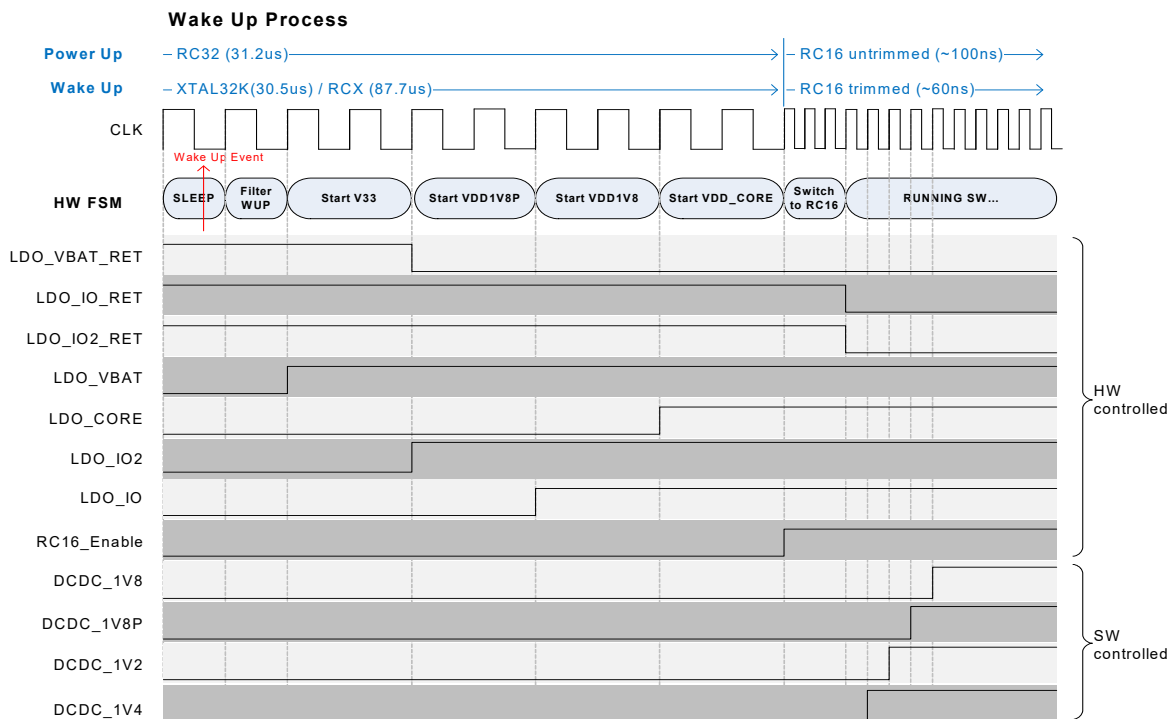 Wake Up Process
Power Up
RC32 (31.2us)
RC16 untrimmed (~100ns)
Wake Up
XTAL32K(30.5us) / RCX (87.7us)
RC16 trimmed (~60ns)
CLK
Wake Up Event
HW FSM
SLEEP
Filter
WUP
Start V33
Start VDD1V8P
Start VDD1V8
Start VDD_CORE
Switch
to RC16
RUNNING SW...
LDO_VBAT_RET
LDO_IO_RET
LDO_IO2_RET
LDO_VBAT
LDO_CORE
LDO_IO2
LDO_IO
RC16_Enable
HW
controlled
DCDC_1V8
DCDC_1V8P
DCDC_1V2
DCDC_1V4
SW
controlled